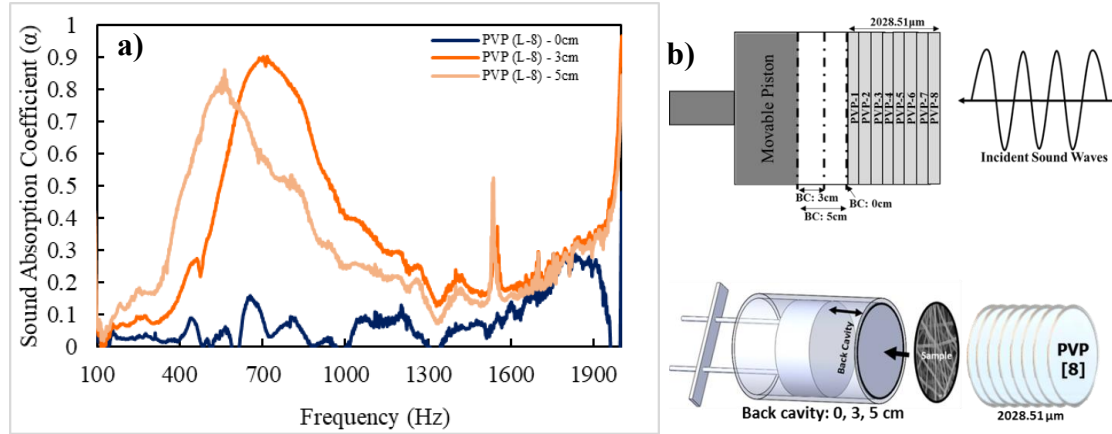 a)
Sound Absorption Coefficient (α)
1
0.9
0.8
0.7
0.6
0.5
0.4
0.3
0.2
0.1
0
PVP (L-8) - 0cm
PVP (L-8) - 3cm
PVP (L-8) - 5cm
100 400 700 1000 1300 1600 1900
Frequency (Hz)
b)
2028.51μm
Movable Piston
PVP-1
PVP-2
PVP-3
PVP-4
PVP-5
PVP-6
PVP-7
PVP-8
Incident Sound Waves
BC: 3cm
BC: 0cm
BC: 5cm
Back Cavity
Sample
PVP
[8]
Back cavity: 0, 3, 5 cm
2028.51 μm